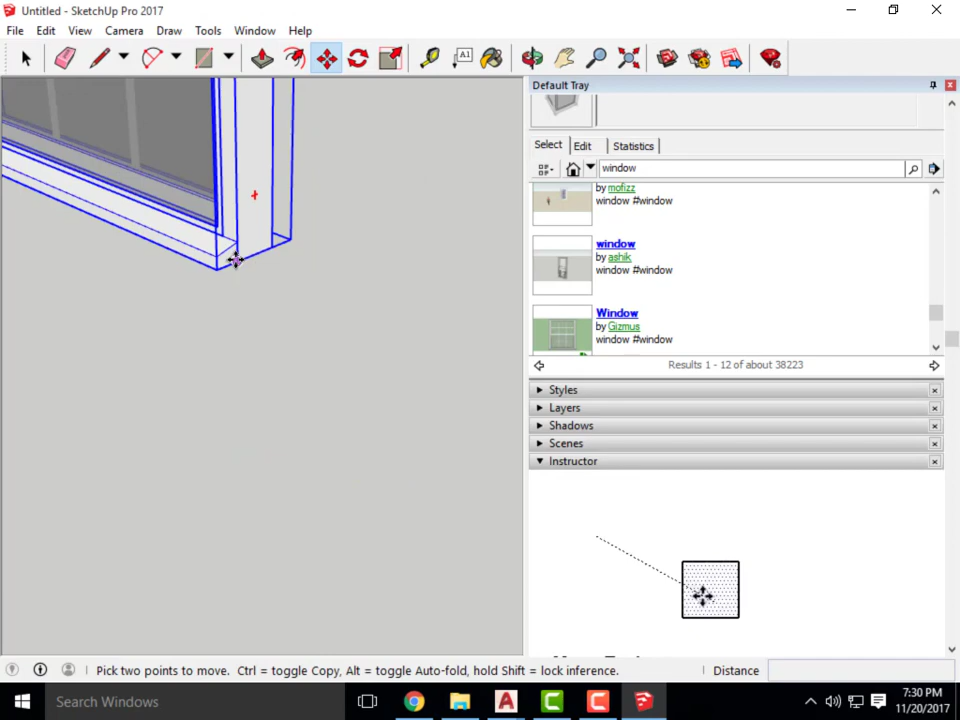 Untitled - SketchUp Pro 2017
File Edit View Camera Draw Tools Window Help
A1
Default Tray
Select Edit Statistics
window
by mofizz
window #window
window
by ashik
window #window
Window
by Gizmus
window #window
Results 1 - 12 of about 38223
Styles
Layers
Shadows
Scenes
Instructor
Pick two points to move. Ctrl = toggle Copy, Alt = toggle Auto-fold, hold Shift = lock inference.
Distance
Search Windows
7:30 PM
11/20/2017